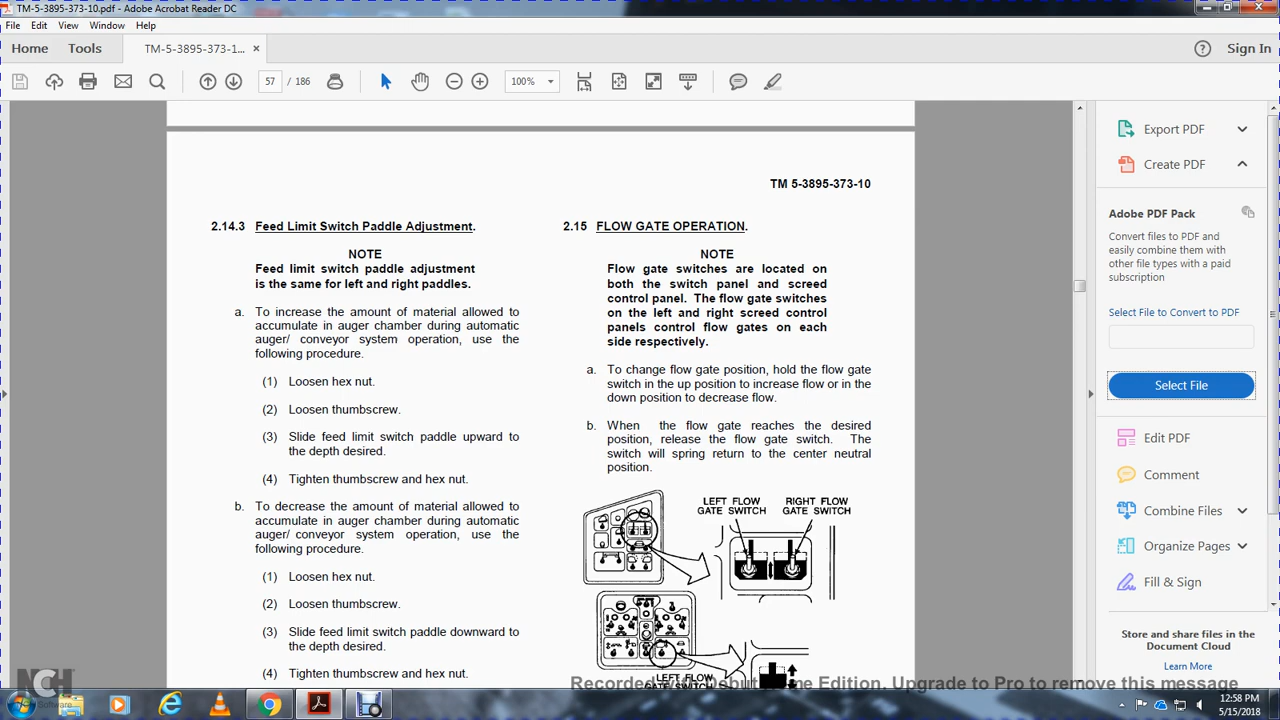 TM-5-3895-373-10.pdf - Adobe Acrobat Reader DC
File Edit View Window Help
Home Tools TM-5-3895-373-1... × Sign In
57 / 186 100%
TM 5-3895-373-10
2.14.3 Feed Limit Switch Paddle Adjustment.
NOTE
Feed limit switch paddle adjustment
is the same for left and right paddles.
a. To increase the amount of material allowed to
accumulate in auger chamber during automatic
auger/ conveyor system operation, use the
following procedure.
(1) Loosen hex nut.
(2) Loosen thumbscrew.
(3) Slide feed limit switch paddle upward to
the depth desired.
(4) Tighten thumbscrew and hex nut.
b. To decrease the amount of material allowed to
accumulate in auger chamber during automatic
auger/ conveyor system operation, use the
following procedure.
(1) Loosen hex nut.
(2) Loosen thumbscrew.
(3) Slide feed limit switch paddle downward to
the depth desired.
(4) Tighten thumbscrew and hex nut.
2.15 FLOW GATE OPERATION.
NOTE
Flow gate switches are located on
both the switch panel and screed
control panel. The flow gate switches
on the left and right screed control
panels control flow gates on each
side respectively.
a. To change flow gate position, hold the flow gate
switch in the up position to increase flow or in the
down position to decrease flow.
b. When the flow gate reaches the desired
position, release the flow gate switch. The
switch will spring return to the center neutral
position.
LEFT FLOW
GATE SWITCH
RIGHT FLOW
GATE SWITCH
LEFT FLOW
Export PDF
Create PDF
Adobe PDF Pack
Convert files to PDF and
easily combine them with
other file types with a paid
subscription
Select File to Convert to PDF
Select File
Edit PDF
Comment
Combine Files
Organize Pages
Fill & Sign
Store and share files in the
Document Cloud
Learn More
NCH
Software
Recorded me Edition. Upgrade to Pro to remove this message
12:58 PM
5/15/2018